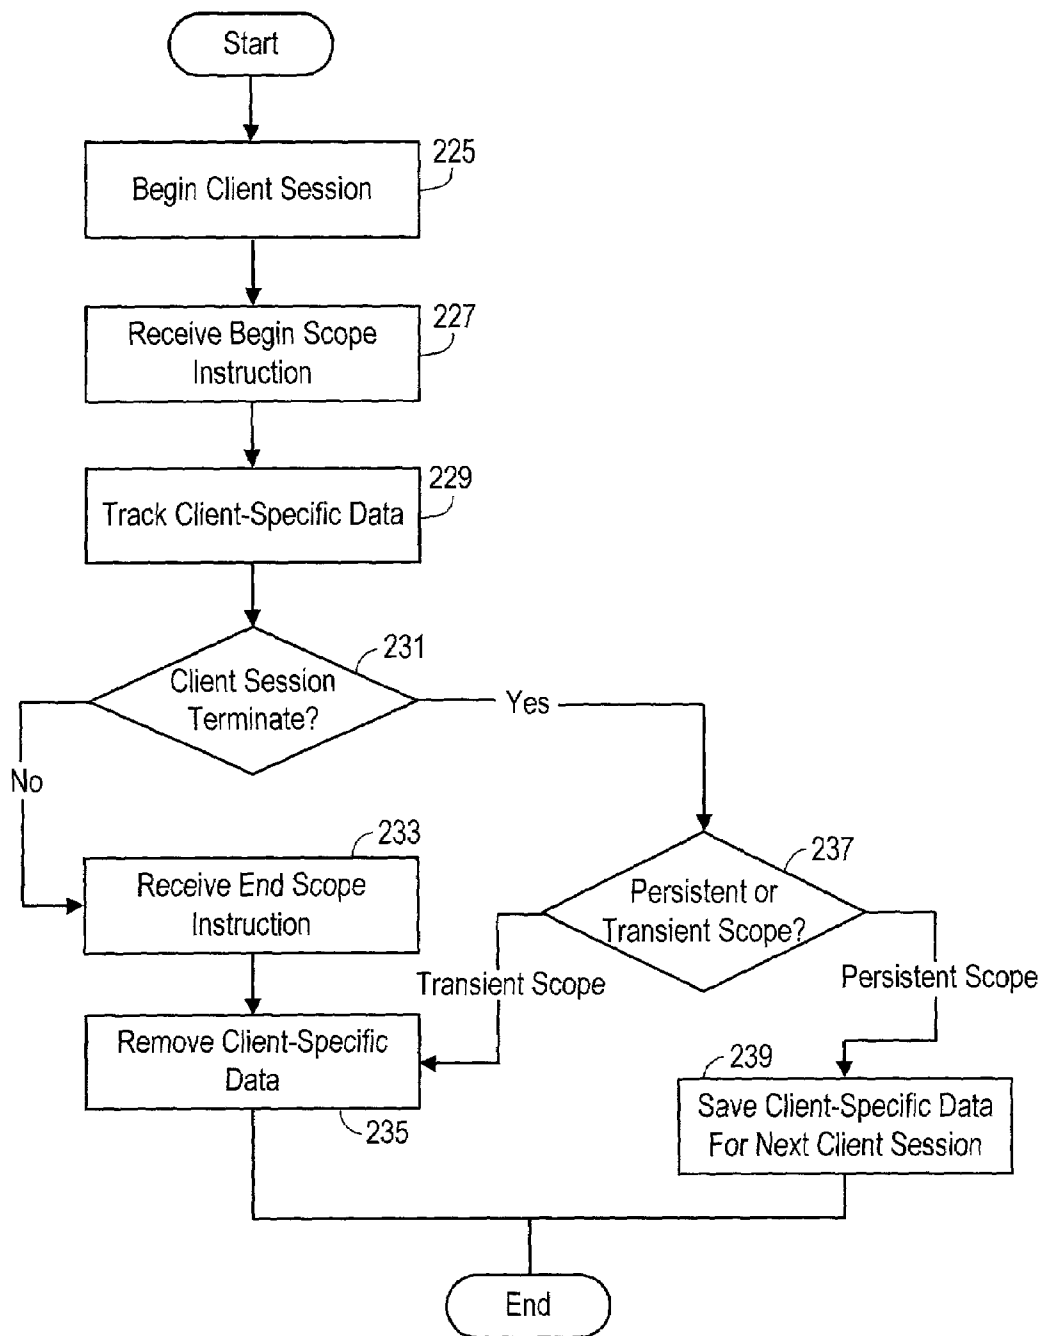 Start
225
Begin Client Session
227
Receive Begin Scope
Instruction
229
Track Client-Specific Data
231
Client Session
Terminate?
Yes
No
233
Receive End Scope
Instruction
237
Persistent or
Transient Scope?
Transient Scope
Persistent Scope
Remove Client-Specific
Data
235
239
Save Client-Specific Data
For Next Client Session
End